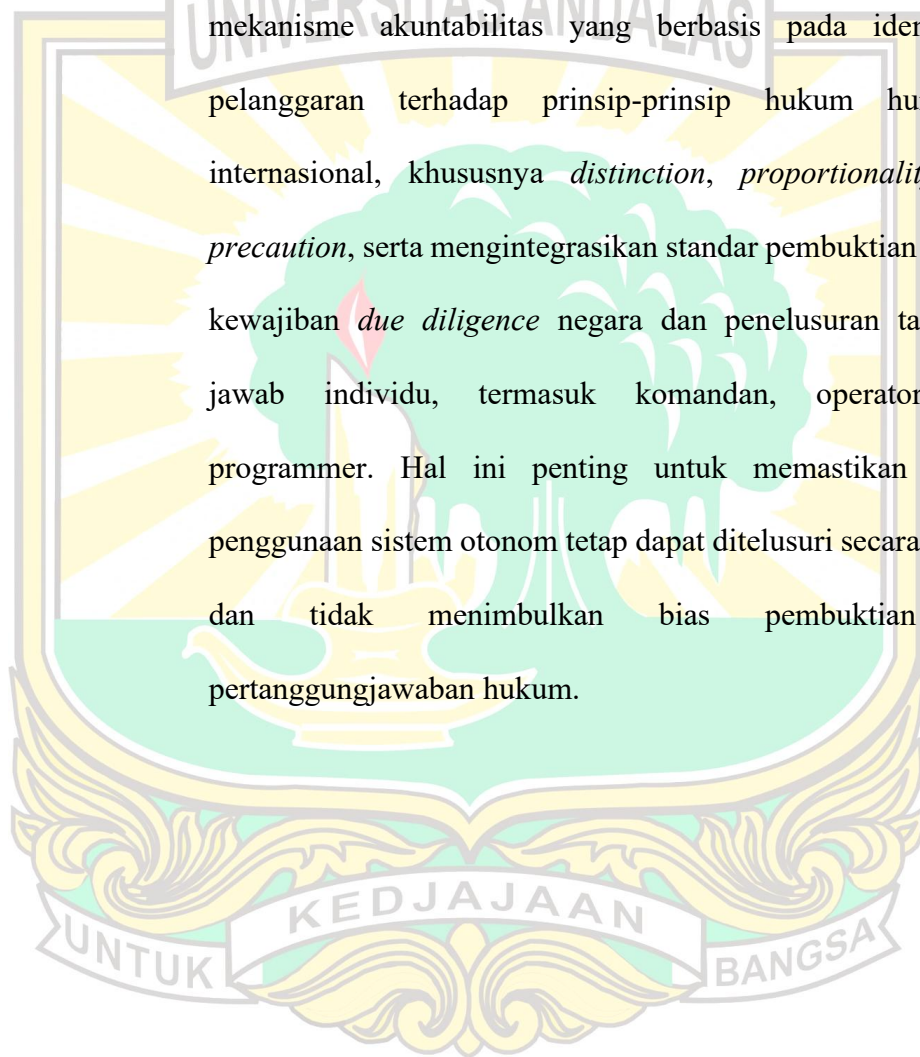 UNIVERSITAS ANDALAS
mekanisme akuntabilitas yang berbasis pada
pelanggaran terhadap prinsip-prinsip hukum
internasional, khususnya distinction,
precaution, serta mengintegrasikan standar pembuktian
kewajiban due diligence negara dan penelusuran
jawab individu, termasuk komandan, operator
programmer. Hal ini penting untuk memastikan
penggunaan sistem otonom tetap dapat ditelusuri secara
dan tidak menimbulkan bias pembuktian
pertanggungjawaban hukum.
KEDJAJAAN
UNTUK
BANGSA